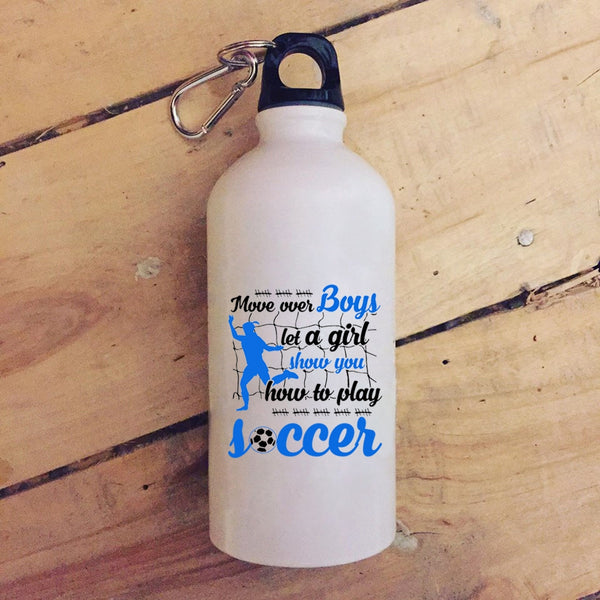 Move over Boys
let a girl
show you
how to play
soccer